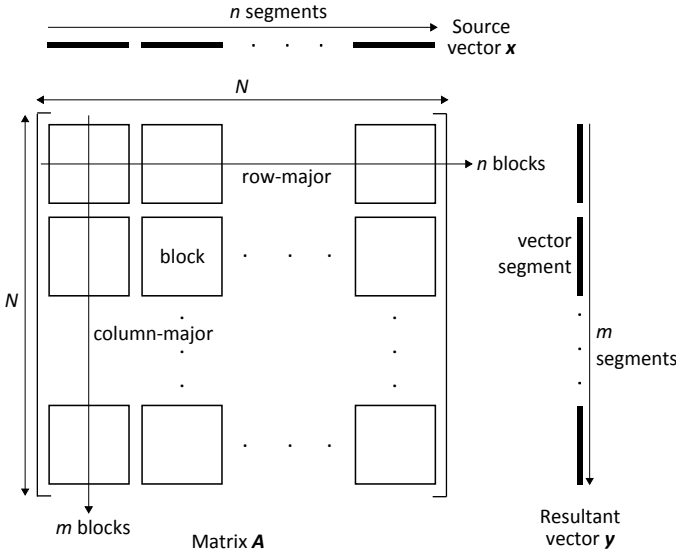 n segments
Source
vector x
N
row-major
n blocks
block
vector
segment
N
column-major
m
segments
m blocks
Matrix A
Resultant
vector y